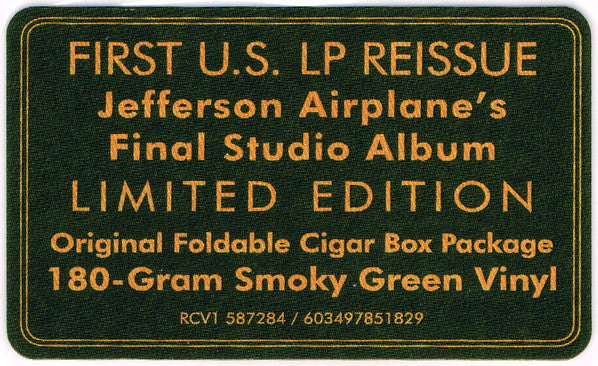 FIRST U.S. LP REISSUE
Jefferson Airplane's
Final Studio Album
LIMITED EDITION
Original Foldable Cigar Box Package
180-Gram Smoky Green Vinyl
RCV1 587284 / 603497851829